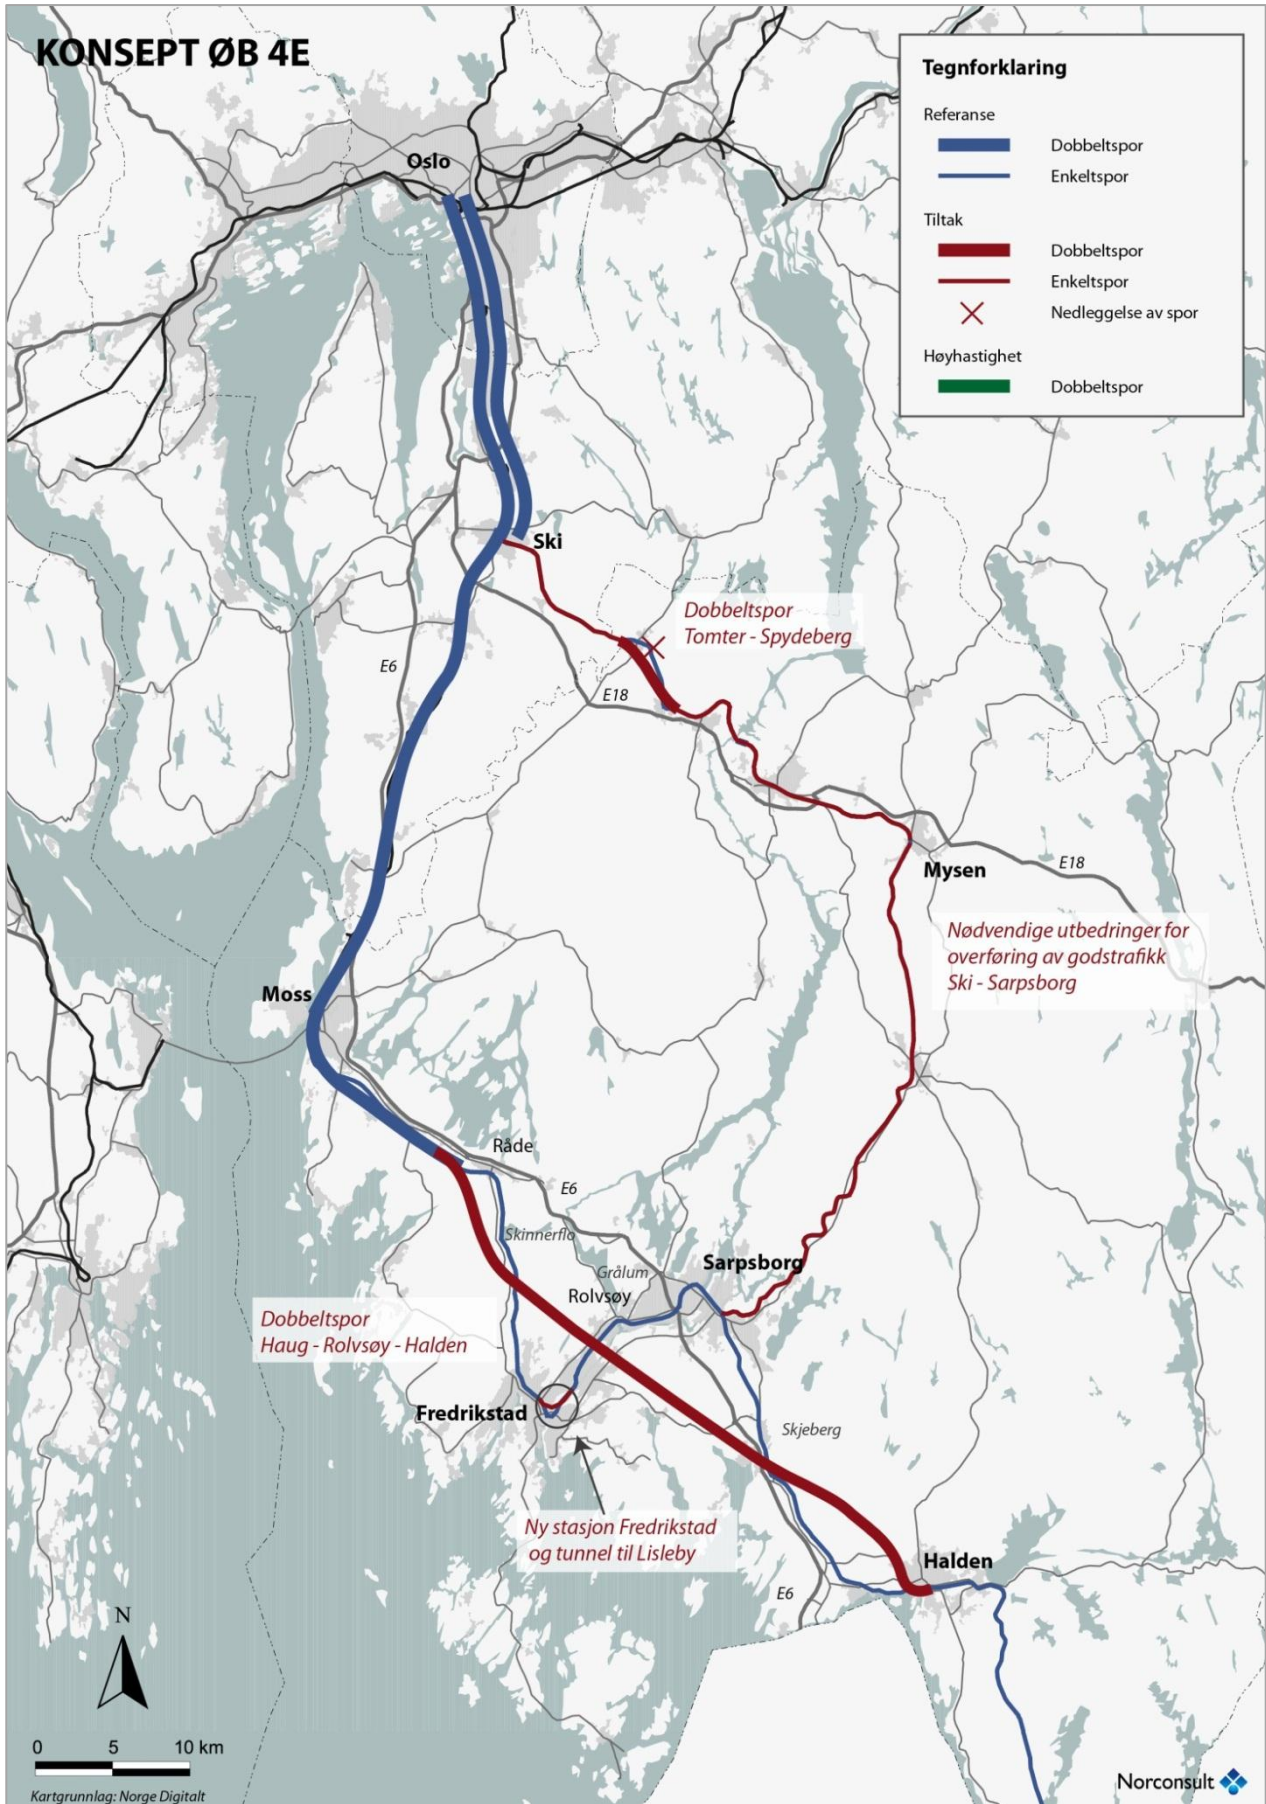 KONSEPT ØB 4E
Tegnforklaring
Referanse
Dobbeltspor
Enkeltspor
Tiltak
Dobbeltspor
Enkeltspor
Nedleggelse av spor
Høyhastighet
Dobbeltspor
Oslo
Ski
Dobbeltspor
Tomter - Spydeberg
E6
E18
Mysen
E18
Nødvendige utbedringer for
overføring av godstrafikk
Ski - Sarpsborg
Moss
Råde
E6
Skinnerflo
Grålum
Sarpsborg
Rolvsøy
Dobbeltspor
Haug - Rolvsøy - Halden
Fredrikstad
Skjeberg
Ny stasjon Fredrikstad
og tunnel til Lisleby
Halden
E6
N
0 5 10 km
Kartgrunnlag: Norge Digitalt
Norconsult